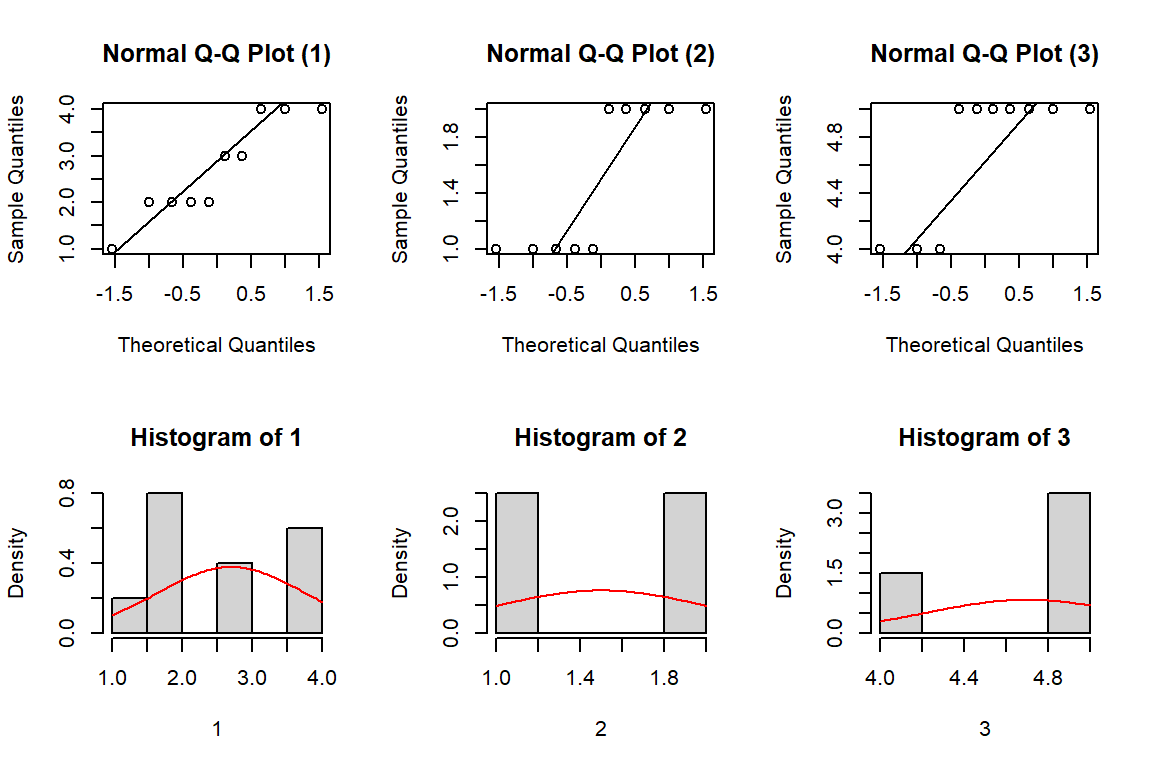 Normal Q-Q Plot (1)
Sample Quantiles
1.0 2.0 3.0 4.0
-1.5 -0.5 0.5 1.5
Theoretical Quantiles
Normal Q-Q Plot (2)
Sample Quantiles
1.0 1.4 1.8
-1.5 -0.5 0.5 1.5
Theoretical Quantiles
Normal Q-Q Plot (3)
Sample Quantiles
4.0 4.4 4.8
-1.5 -0.5 0.5 1.5
Theoretical Quantiles
Histogram of 1
Density
0.0 0.4 0.8
1.0 2.0 3.0 4.0
1
Histogram of 2
Density
0.0 1.0 2.0
1.0 1.4 1.8
2
Histogram of 3
Density
0.0 1.5 3.0
4.0 4.4 4.8
3